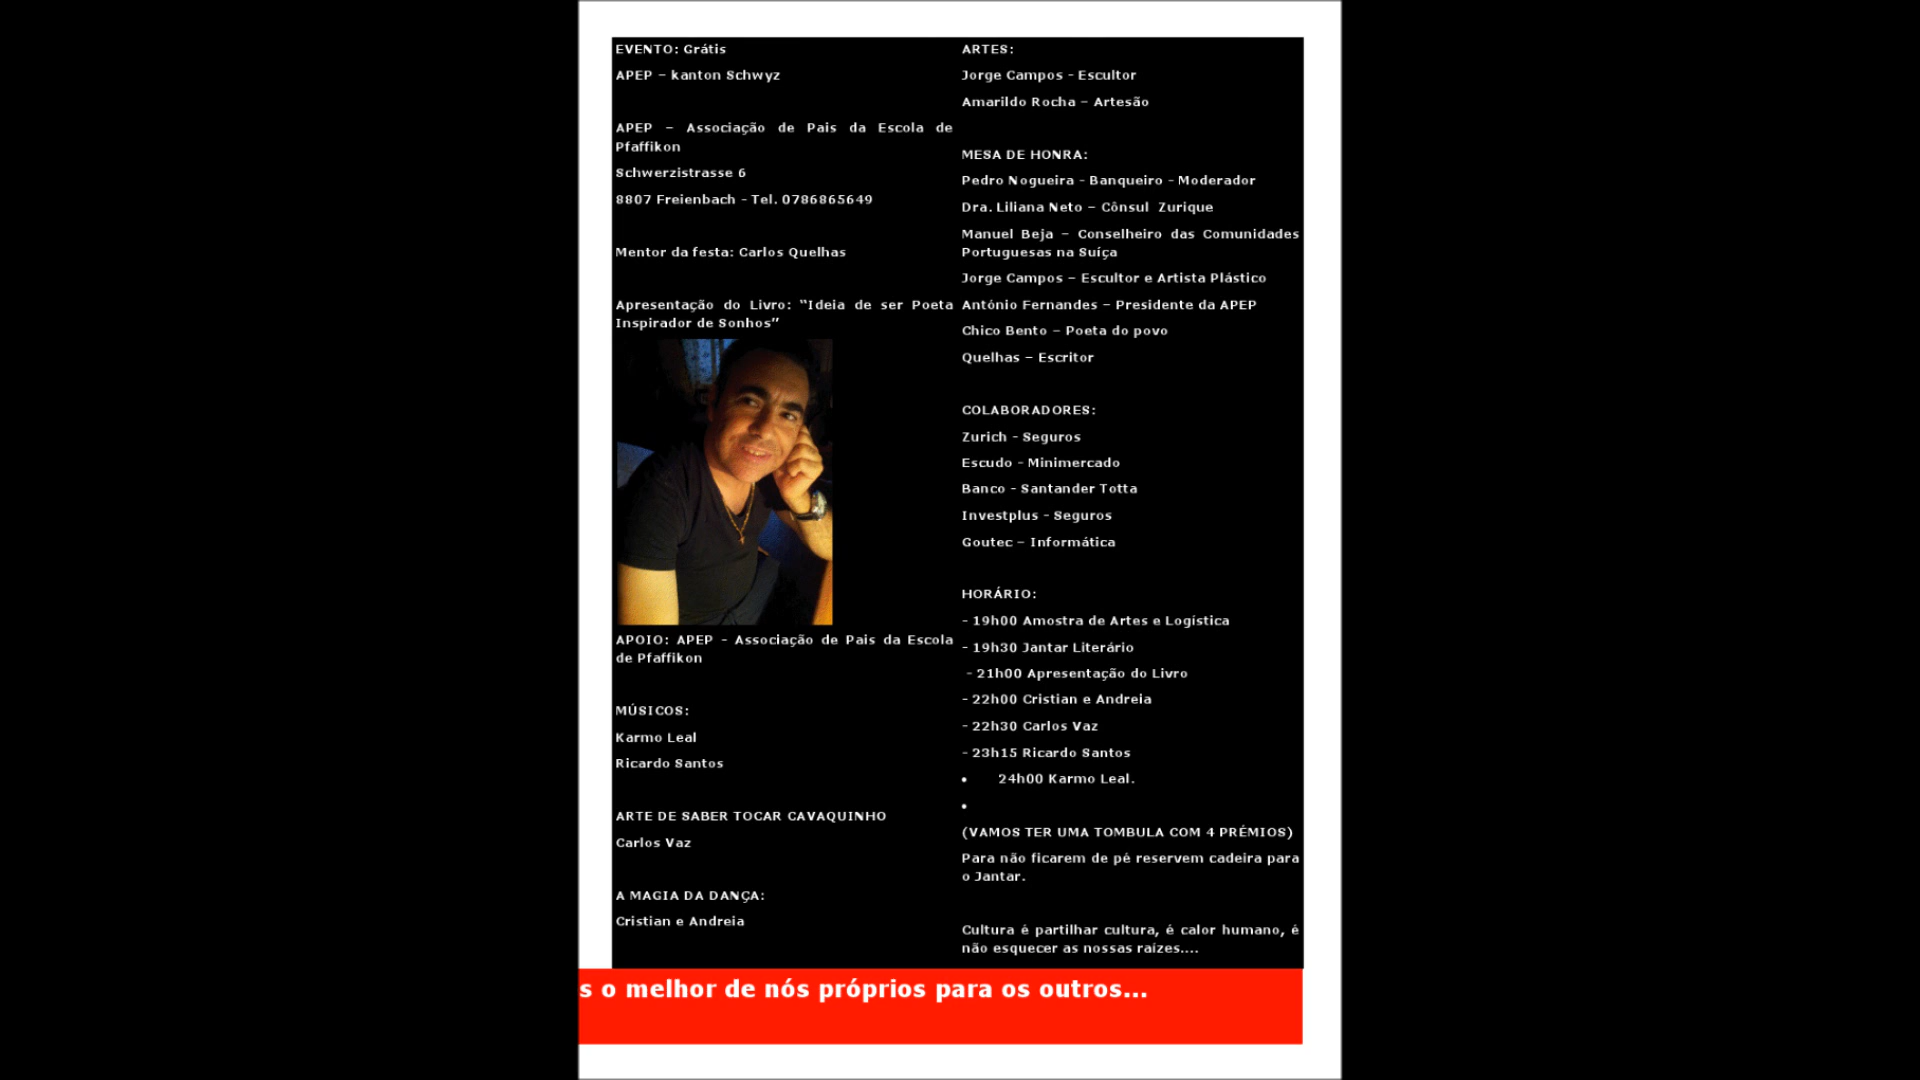 EVENTO: Grátis
APEP – kanton Schwyz
APEP – Associação de Pais da Escola de
Pfaffikon
Schwerzistrasse 6
8807 Freienbach - Tel. 0786865649
Mentor da festa: Carlos Quelhas
Apresentação do Livro: “Ideia de ser Poeta
Inspirador de Sonhos”
APOIO: APEP - Associação de Pais da Escola
de Pfaffikon
MÚSICOS:
Karmo Leal
Ricardo Santos
ARTE DE SABER TOCAR CAVAQUINHO
Carlos Vaz
A MAGIA DA DANÇA:
Cristian e Andreia
ARTES:
Jorge Campos - Escultor
Amarildo Rocha – Artesão
MESA DE HONRA:
Pedro Nogueira - Banqueiro - Moderador
Dra. Liliana Neto – Cônsul  Zurique
Manuel Beja – Conselheiro das Comunidades
Portuguesas na Suíça
Jorge Campos – Escultor e Artista Plástico
António Fernandes – Presidente da APEP
Chico Bento – Poeta do povo
Quelhas – Escritor
COLABORADORES:
Zurich - Seguros
Escudo - Minimercado
Banco - Santander Totta
Investplus - Seguros
Goutec – Informática
HORÁRIO:
- 19h00 Amostra de Artes e Logística
- 19h30 Jantar Literário
- 21h00 Apresentação do Livro
- 22h00 Cristian e Andreia
- 22h30 Carlos Vaz
- 23h15 Ricardo Santos
• 24h00 Karmo Leal.
•
(VAMOS TER UMA TOMBULA COM 4 PRÉMIOS)
Para não ficarem de pé reservem cadeira para
o Jantar.
Cultura é partilhar cultura, é calor humano, é
não esquecer as nossas raízes....
s o melhor de nós próprios para os outros...